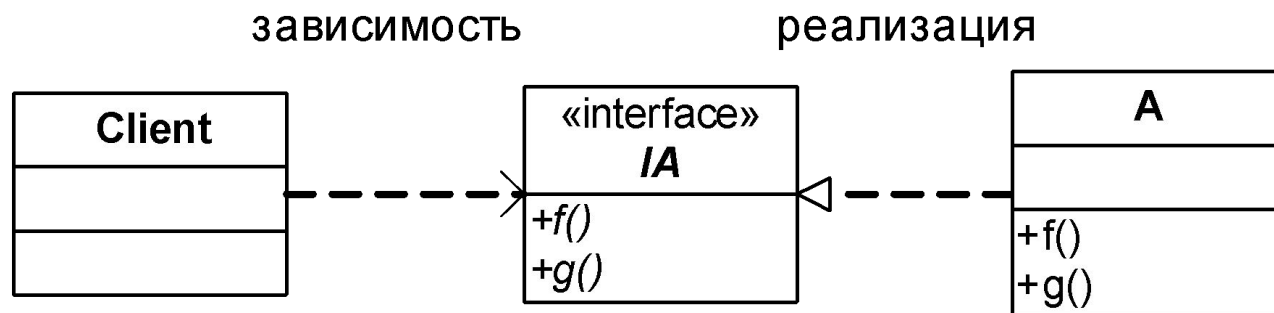 зависимость реализация
Client
«interface»
IA
+f()
+g()
A
+f()
+g()